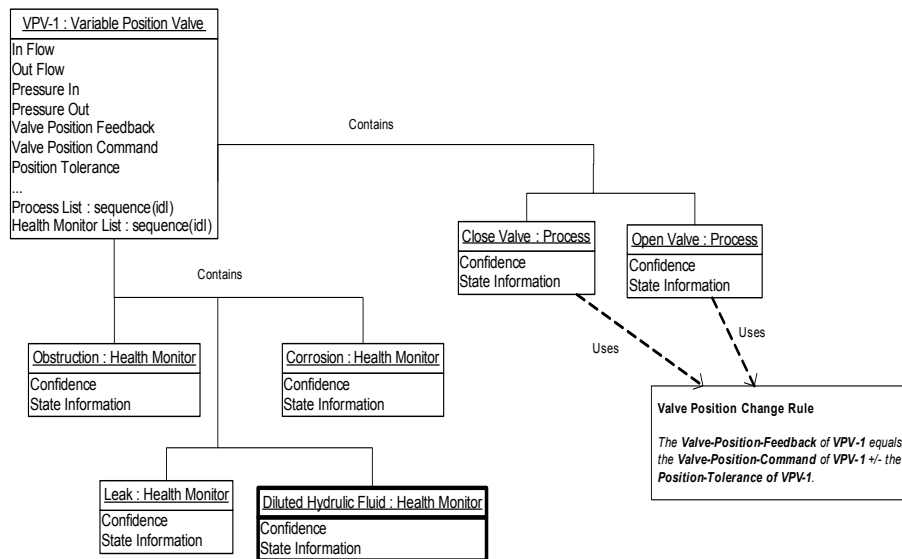 VPV-1 : Variable Position Valve
In Flow
Out Flow
Pressure In
Pressure Out
Valve Position Feedback
Valve Position Command
Position Tolerance
...
Process List : sequence(idl)
Health Monitor List : sequence(idl)
Contains
Close Valve : Process
Confidence
State Information
Open Valve : Process
Confidence
State Information
Contains
Uses
Uses
Obstruction : Health Monitor
Confidence
State Information
Corrosion : Health Monitor
Confidence
State Information
Valve Position Change Rule
The Valve-Position-Feedback of VPV-1 equals
the Valve-Position-Command of VPV-1 +/- the
Position-Tolerance of VPV-1.
Leak : Health Monitor
Confidence
State Information
Diluted Hydrulic Fluid : Health Monitor
Confidence
State Information